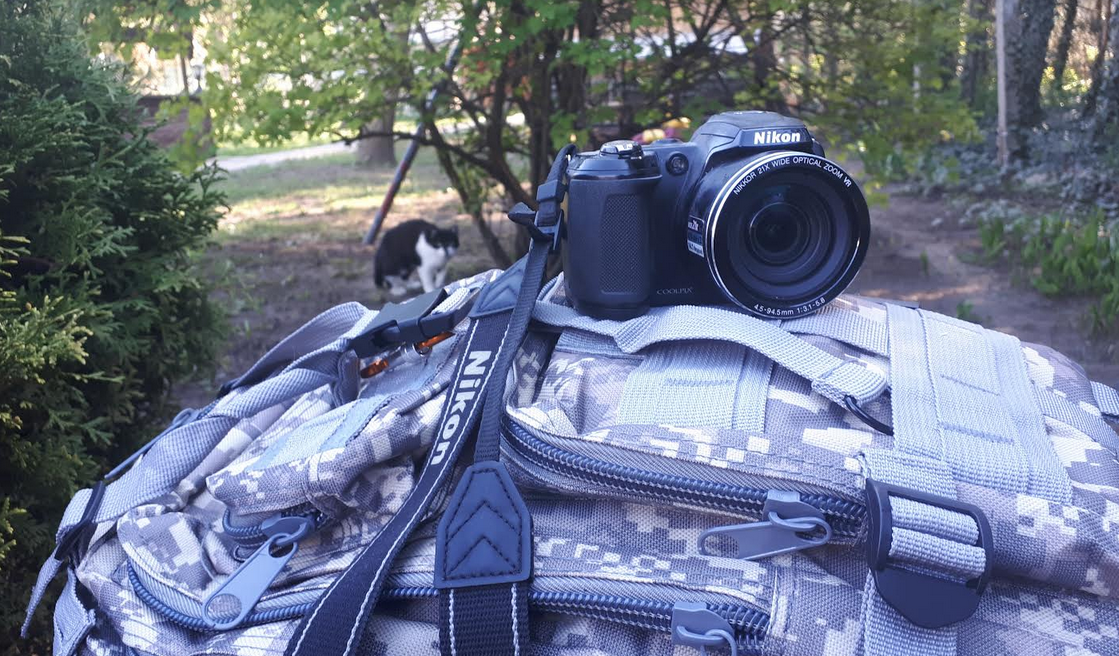 Nikon
NIKKOR 21X WIDE OPTICAL ZOOM VR
4.5-94.5mm 1:3.1-5.8
COOLPIX
Nikon